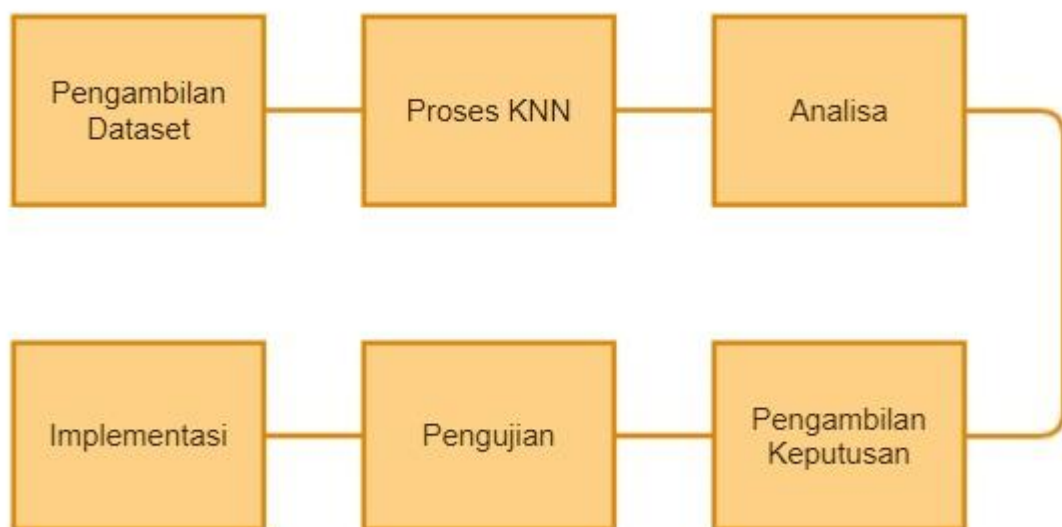 Pengambilan
Dataset
Proses KNN
Analisa
Implementasi
Pengujian
Pengambilan
Keputusan